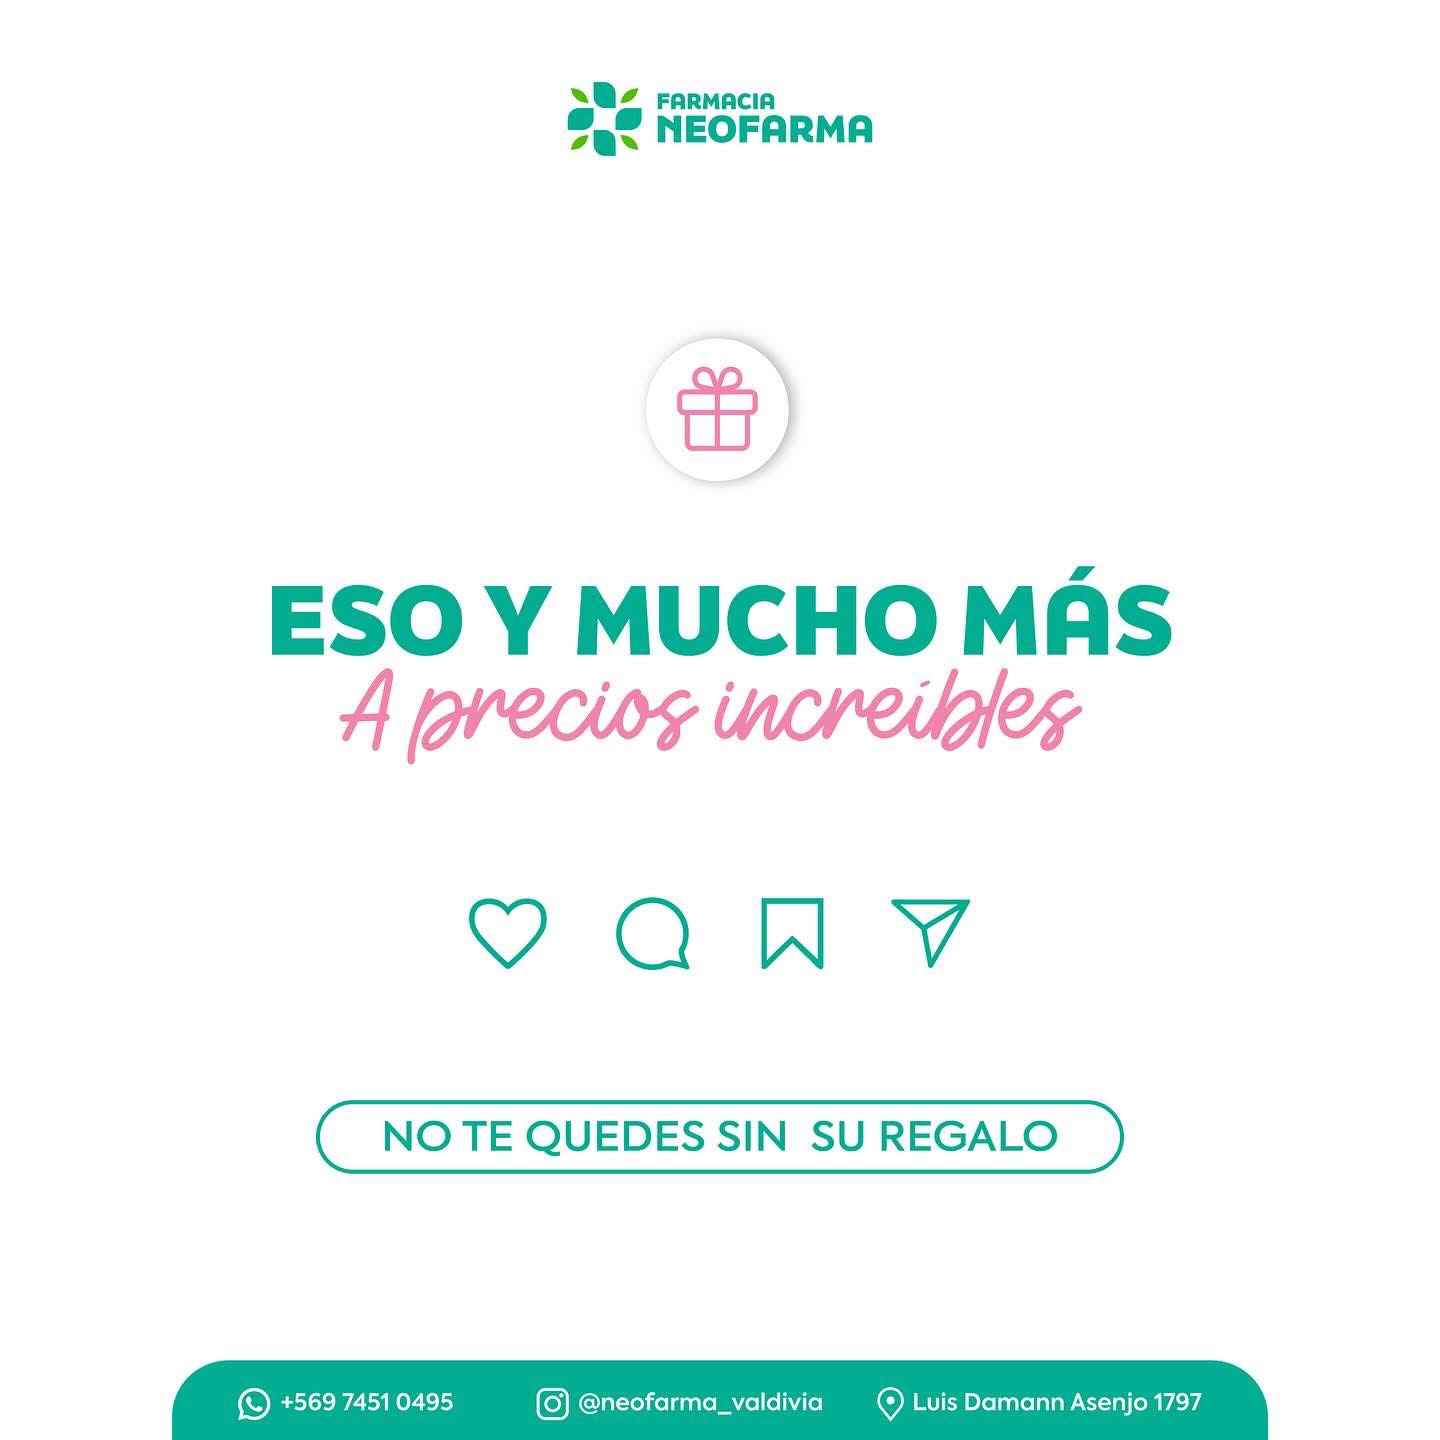 FARMACIA
NEOFARMA
ESO Y MUCHO MÁS
A precios increíbles
NO TE QUEDES SIN  SU REGALO
+569 7451 0495
@neofarma_valdivia
Luis Damann Asenjo 1797